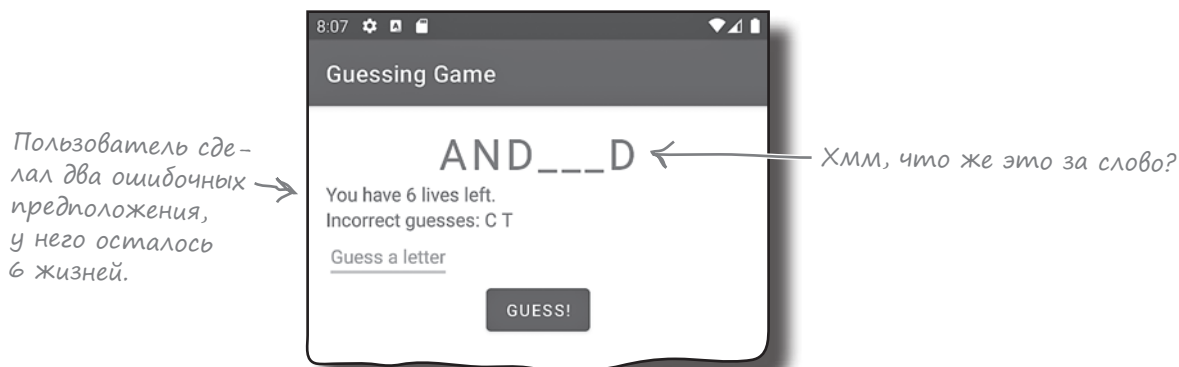 8:07
Guessing Game
Пользователь сде-
лал два ошибочных
предположения,
у него осталось
6 жизней.
AND___D
Хмм, что же это за слово?
You have 6 lives left.
Incorrect guesses: C T
Guess a letter
GUESS!